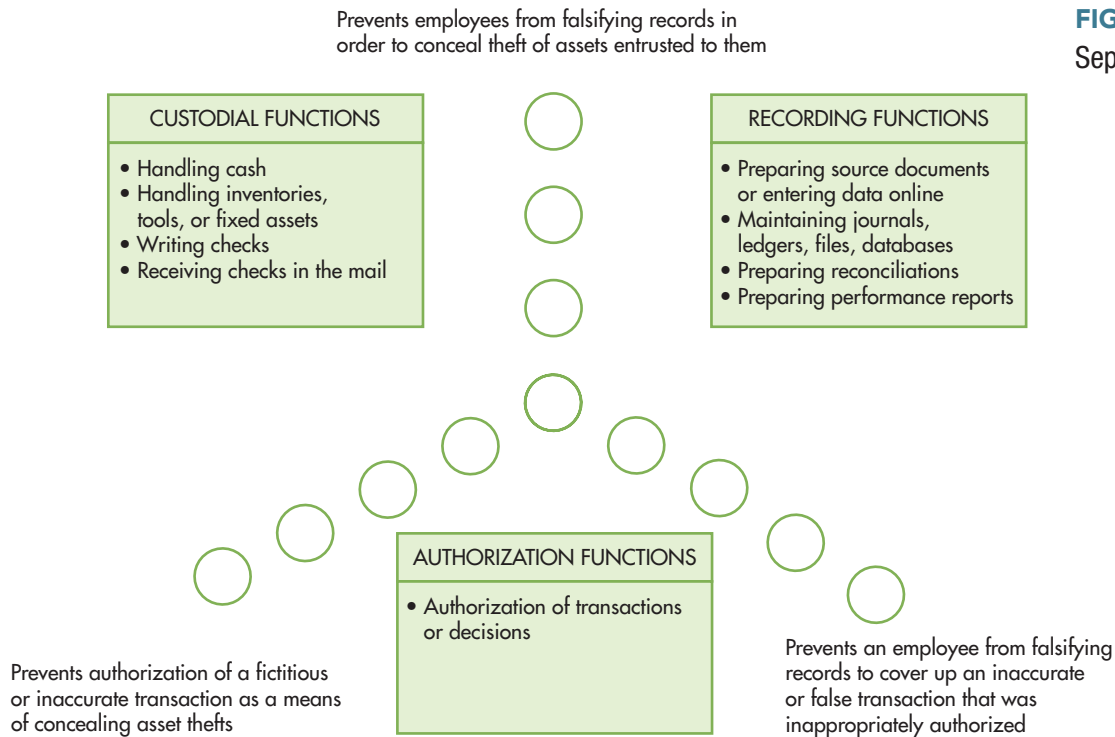 Prevents employees from falsifying records in
order to conceal theft of assets entrusted to them
FIG
Sep
CUSTODIAL FUNCTIONS
• Handling cash
• Handling inventories,
tools, or fixed assets
• Writing checks
• Receiving checks in the mail
RECORDING FUNCTIONS
• Preparing source documents
or entering data online
• Maintaining journals,
ledgers, files, databases
• Preparing reconciliations
• Preparing performance reports
AUTHORIZATION FUNCTIONS
• Authorization of transactions
or decisions
Prevents authorization of a fictitious
or inaccurate transaction as a means
of concealing asset thefts
Prevents an employee from falsifying
records to cover up an inaccurate
or false transaction that was
inappropriately authorized